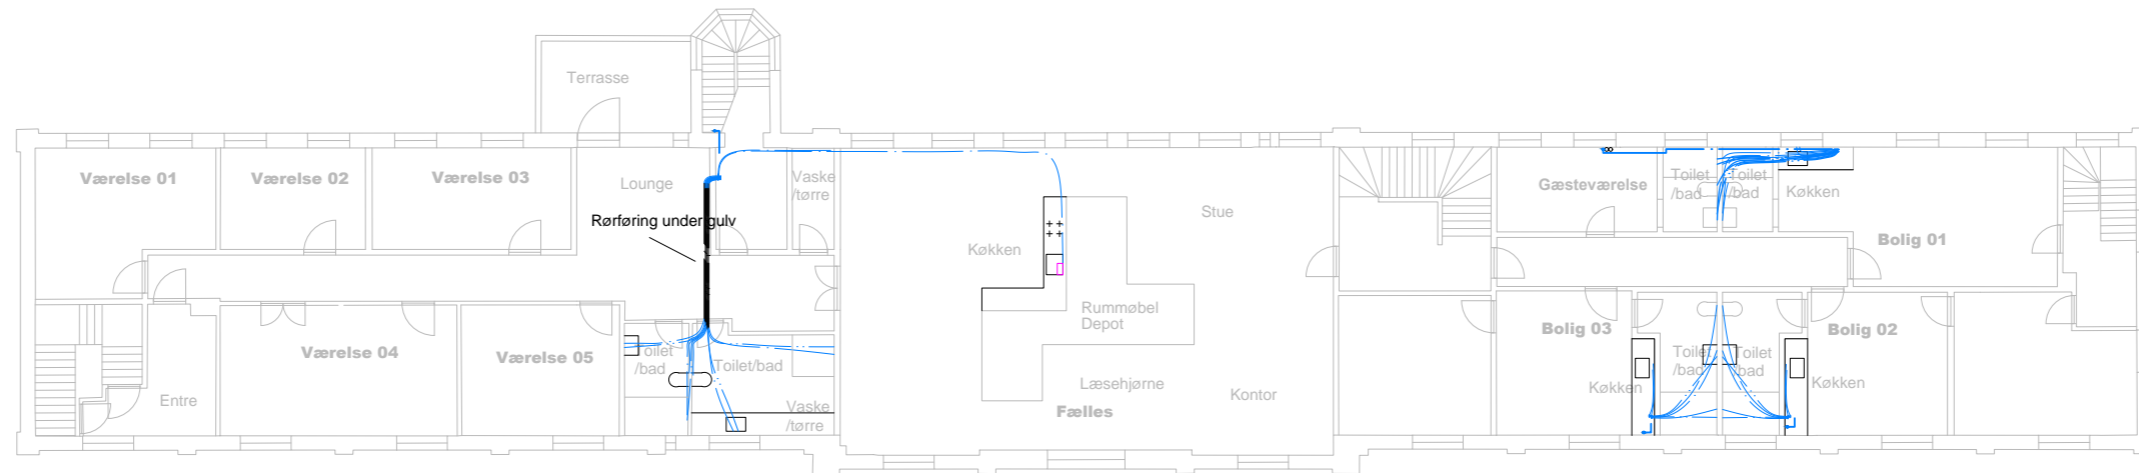 Terrasse
Værelse 01
Værelse 02
Værelse 03
Lounge
Vaske
/tørre
Rørføring under gulv
Stue
Køkken
Gæsteværelse
Toilet
/bad
Toilet
/bad
Køkken
Bolig 01
Rummøbel
Depot
Værelse 04
Værelse 05
Toilet
/bad
Toilet/bad
Entre
Vaske
/tørre
Læsehjørne
Kontor
Fælles
Bolig 03
Bolig 02
Toilet
/bad
Toilet
/bad
Køkken
Køkken